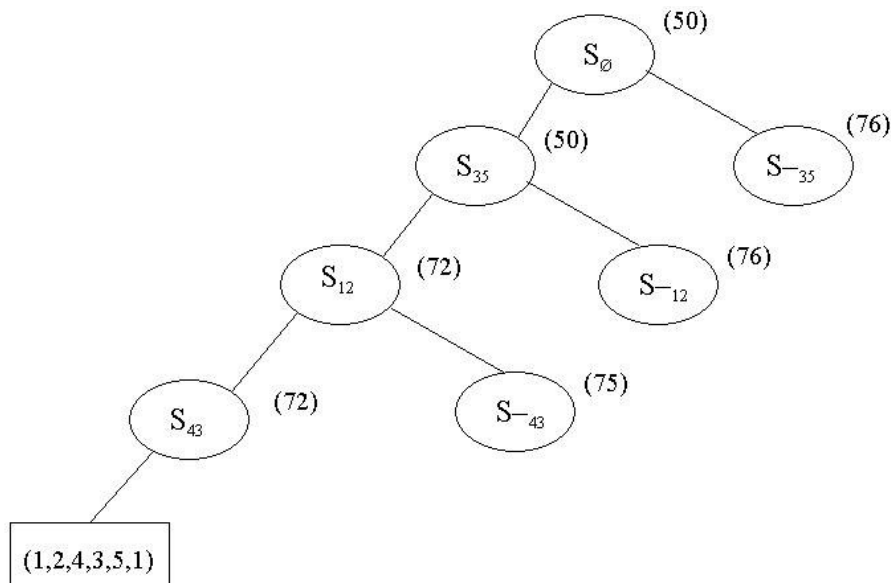 (50)
S∅
(76)
(50)
S₃₅
S–₃₅
(72)
(76)
S₁₂
S–₁₂
(72)
(75)
S₄₃
S–₄₃
(1,2,4,3,5,1)